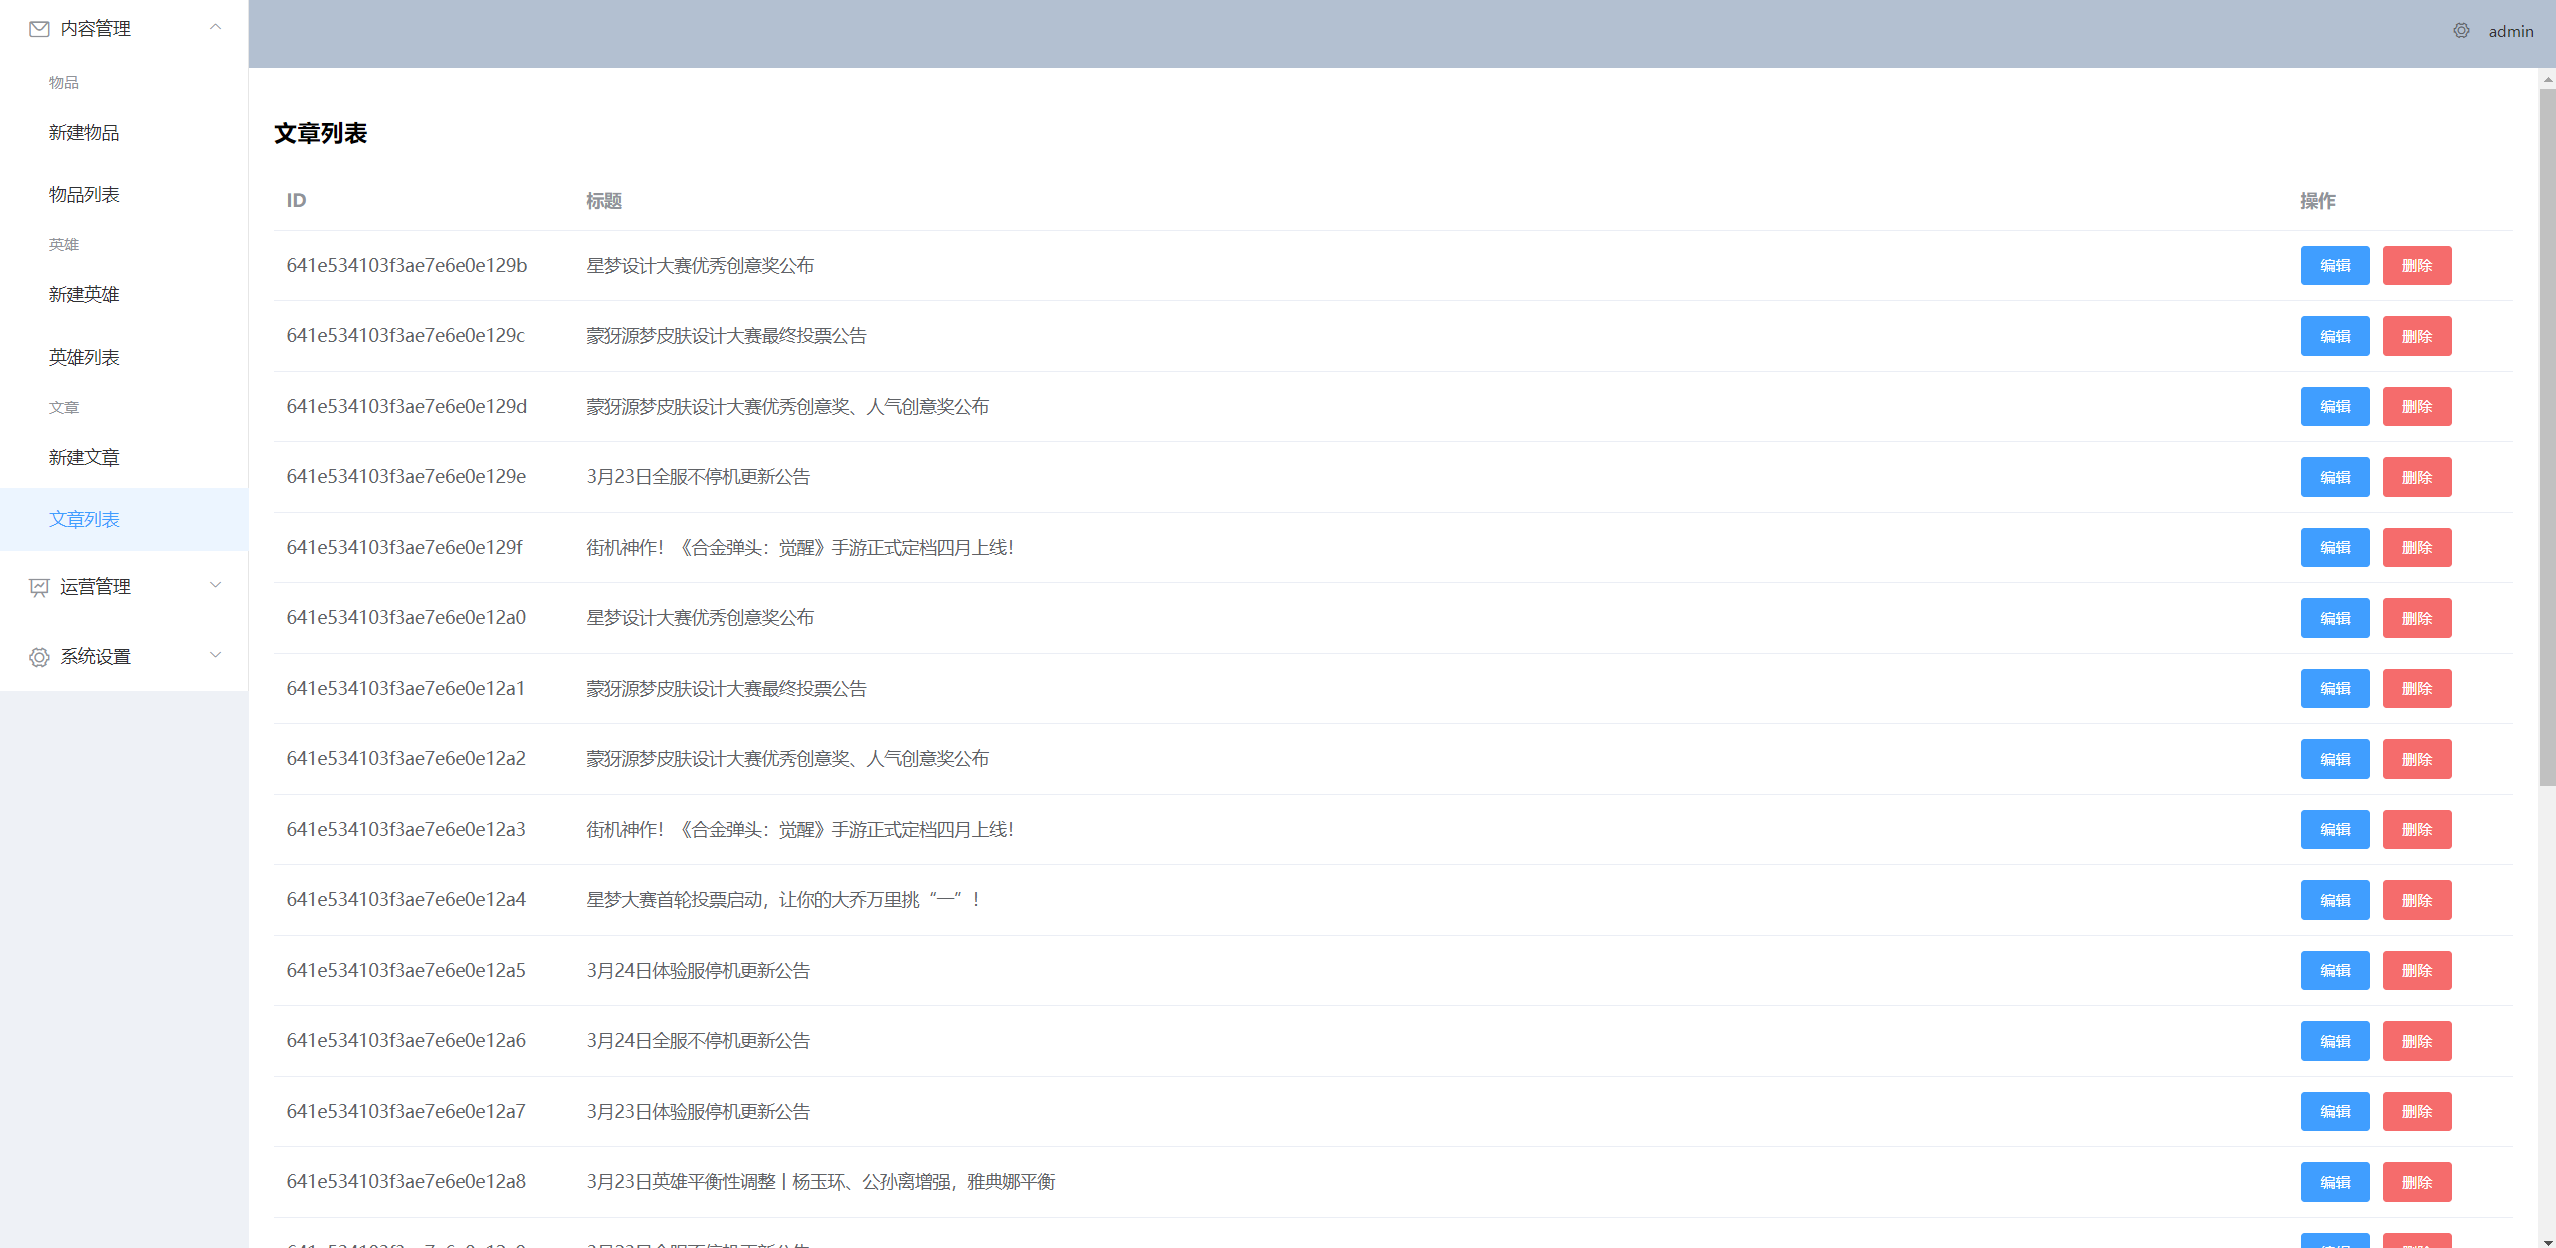 内容管理
物品
新建物品
物品列表
英雄
新建英雄
英雄列表
文章
新建文章
文章列表
运营管理
系统设置
admin
文章列表
ID 标题 操作
641e534103f3ae7e6e0e129b 星梦设计大赛优秀创意奖公布 编辑 删除
641e534103f3ae7e6e0e129c 蒙犽源梦皮肤设计大赛最终投票公告 编辑 删除
641e534103f3ae7e6e0e129d 蒙犽源梦皮肤设计大赛优秀创意奖、人气创意奖公布 编辑 删除
641e534103f3ae7e6e0e129e 3月23日全服不停机更新公告 编辑 删除
641e534103f3ae7e6e0e129f 街机神作！《合金弹头：觉醒》手游正式定档四月上线！ 编辑 删除
641e534103f3ae7e6e0e12a0 星梦设计大赛优秀创意奖公布 编辑 删除
641e534103f3ae7e6e0e12a1 蒙犽源梦皮肤设计大赛最终投票公告 编辑 删除
641e534103f3ae7e6e0e12a2 蒙犽源梦皮肤设计大赛优秀创意奖、人气创意奖公布 编辑 删除
641e534103f3ae7e6e0e12a3 街机神作！《合金弹头：觉醒》手游正式定档四月上线！ 编辑 删除
641e534103f3ae7e6e0e12a4 星梦大赛首轮投票启动，让你的大乔万里挑“一”！ 编辑 删除
641e534103f3ae7e6e0e12a5 3月24日体验服停机更新公告 编辑 删除
641e534103f3ae7e6e0e12a6 3月24日全服不停机更新公告 编辑 删除
641e534103f3ae7e6e0e12a7 3月23日体验服停机更新公告 编辑 删除
641e534103f3ae7e6e0e12a8 3月23日英雄平衡性调整丨杨玉环、公孙离增强，雅典娜平衡 编辑 删除